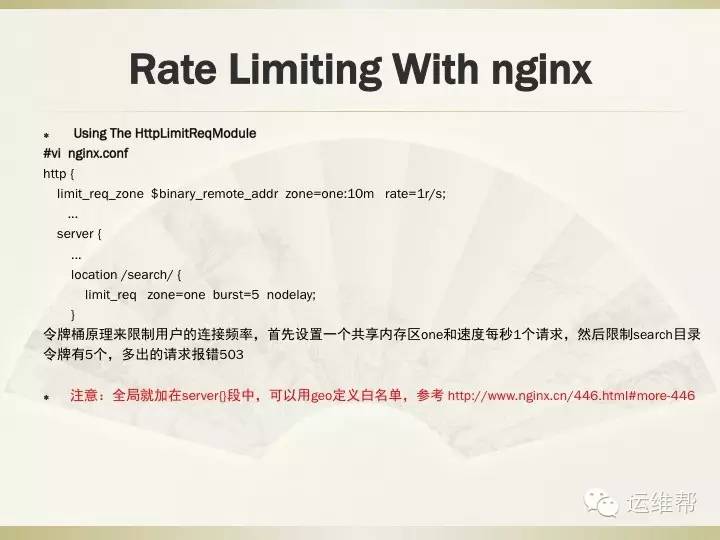 Rate Limiting With nginx
* Using The HttpLimitReqModule
#vi nginx.conf
http {
limit_req_zone $binary_remote_addr zone=one:10m rate=1r/s;
...
server {
...
location /search/ {
limit_req zone=one burst=5 nodelay;
}
令牌桶原理来限制用户的连接频率，首先设置一个共享内存区one和速度每秒1个请求，然后限制search目录
令牌有5个，多出的请求报错503
* 注意：全局就加在server{}段中，可以用geo定义白名单，参考 http://www.nginx.cn/446.html#more-446
运维帮